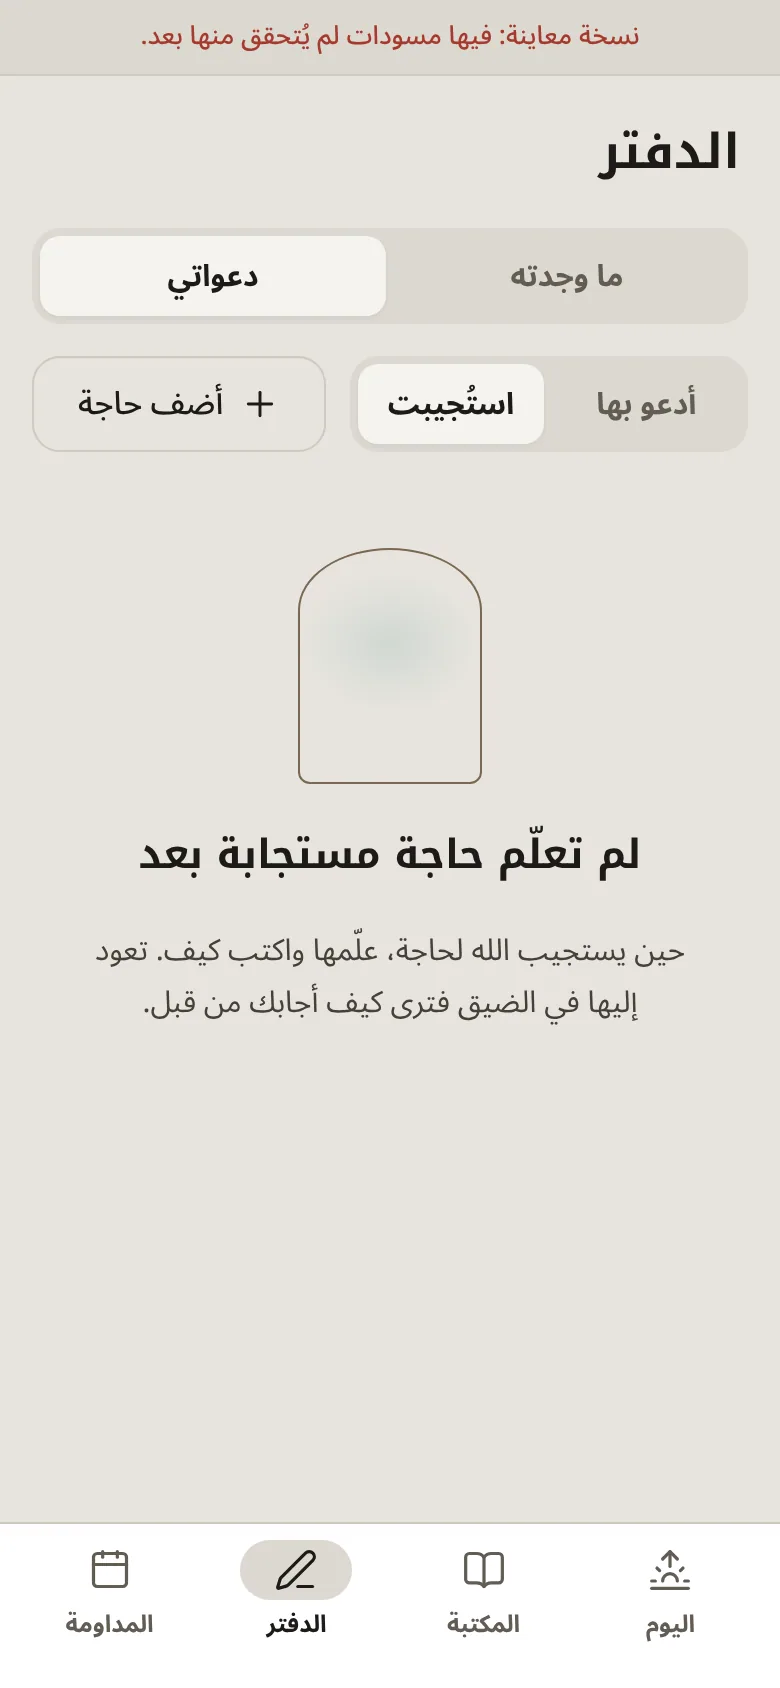 نسخة معاينة: فيها مسودات لم يُتحقق منها بعد.
الدفتر
ما وجدته
دعواتي
أدعو بها
استُجيبت
أضف حاجة
لم تعلّم حاجة مستجابة بعد
حين يستجيب الله لحاجة، علّمها واكتب كيف. تعود
إليها في الضيق فترى كيف أجابك من قبل.
اليوم
المكتبة
الدفتر
المداومة